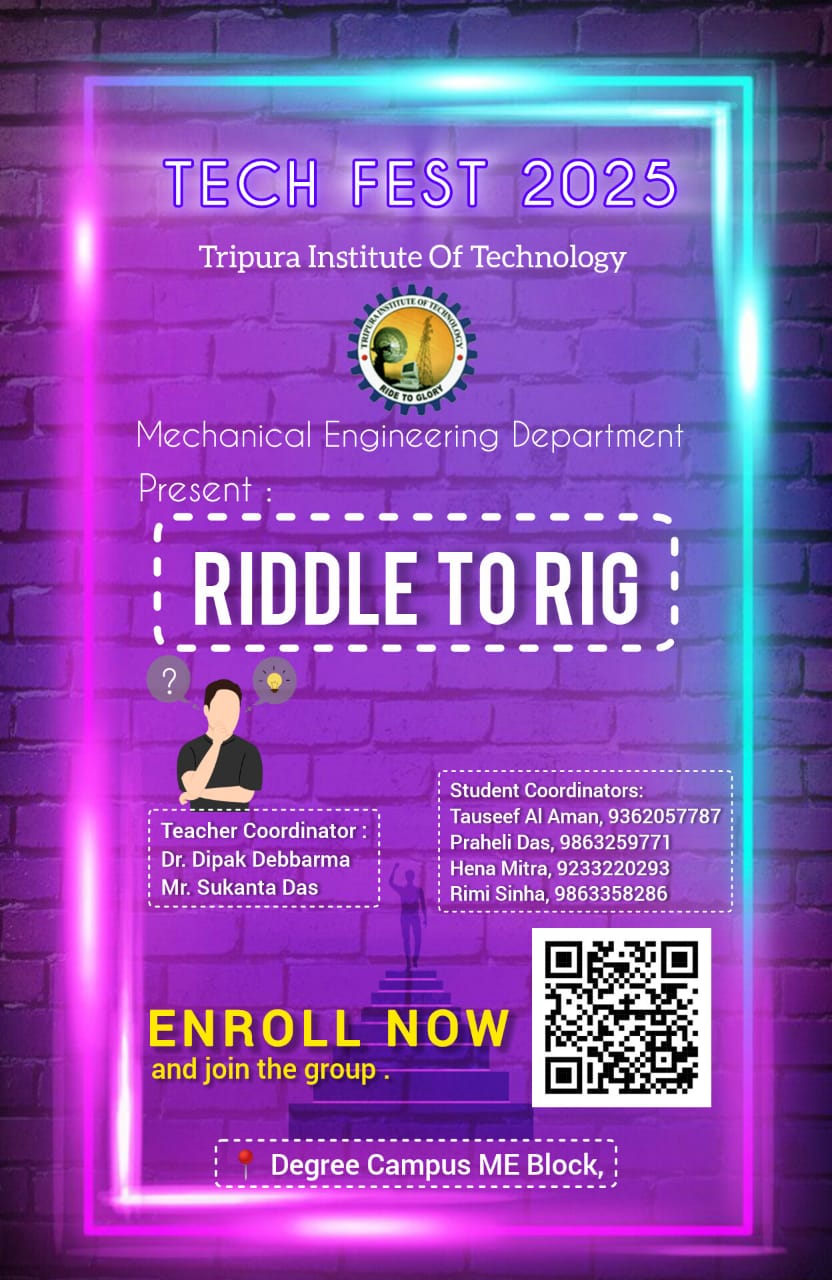 TECH FEST 2025
Tripura Institute Of Technology
TRIPURA INSTITUTE OF TECHNOLOGY
RIDE TO GLORY
Mechanical Engineering Department
Present :
RIDDLE TO RIG
?
Teacher Coordinator :
Dr. Dipak Debbarma
Mr. Sukanta Das
Student Coordinators:
Tauseef Al Aman, 9362057787
Praheli Das, 9863259771
Hena Mitra, 9233220293
Rimi Sinha, 9863358286
ENROLL NOW
and join the group .
Degree Campus ME Block,